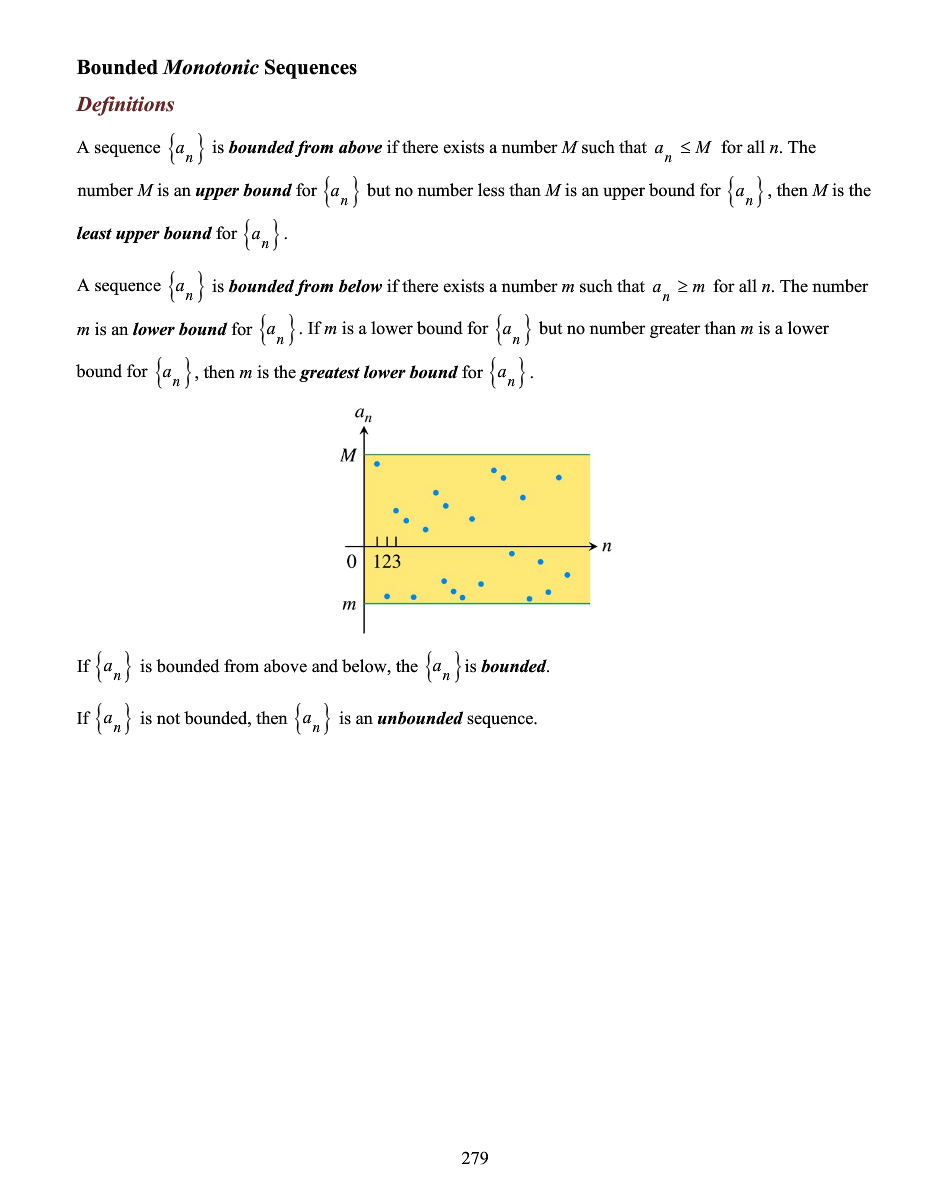 Bounded Monotonic Sequences
Definitions
A sequence {a_n} is bounded from above if there exists a number M such that a_n ≤ M for all n. The
number M is an upper bound for {a_n} but no number less than M is an upper bound for {a_n}, then M is the
least upper bound for {a_n}.
A sequence {a_n} is bounded from below if there exists a number m such that a_n ≥ m for all n. The number
m is an lower bound for {a_n}. If m is a lower bound for {a_n} but no number greater than m is a lower
bound for {a_n}, then m is the greatest lower bound for {a_n}.
a_n
M
n
0 123
m
If {a_n} is bounded from above and below, the {a_n} is bounded.
If {a_n} is not bounded, then {a_n} is an unbounded sequence.
279